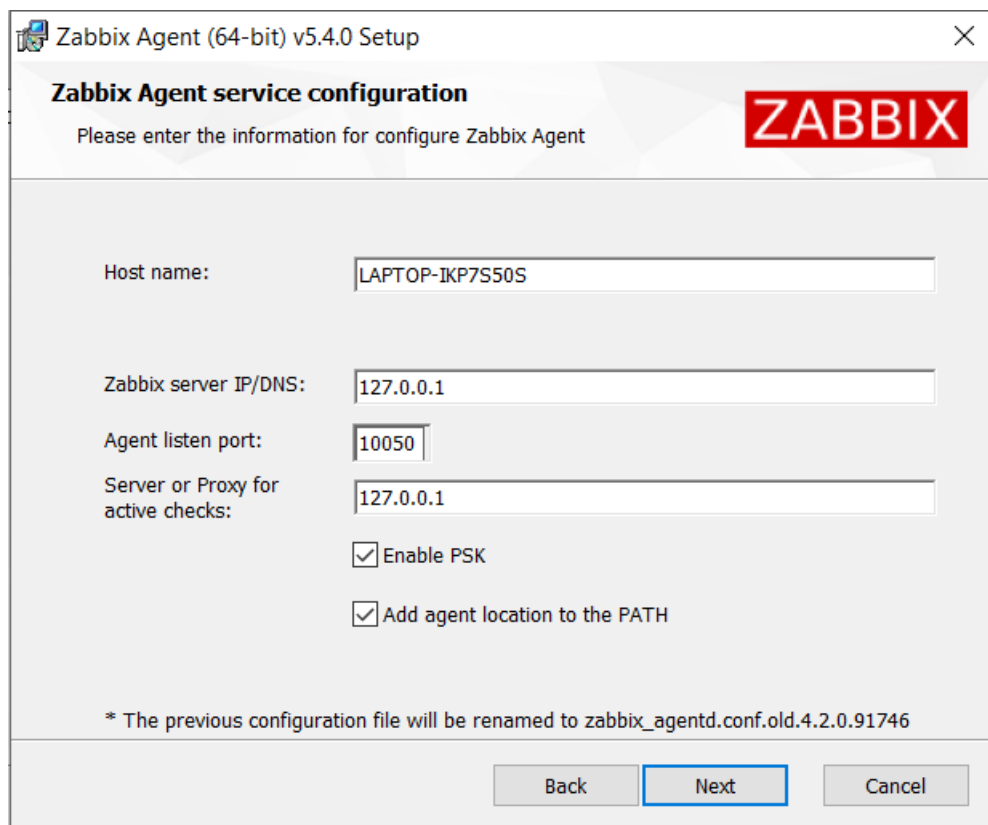 Zabbix Agent (64-bit) v5.4.0 Setup
Zabbix Agent service configuration
Please enter the information for configure Zabbix Agent
ZABBIX
Host name:
LAPTOP-IKP7S50S
Zabbix server IP/DNS:
127.0.0.1
Agent listen port:
10050
Server or Proxy for
active checks:
127.0.0.1
Enable PSK
Add agent location to the PATH
* The previous configuration file will be renamed to zabbix_agentd.conf.old.4.2.0.91746
Back
Next
Cancel